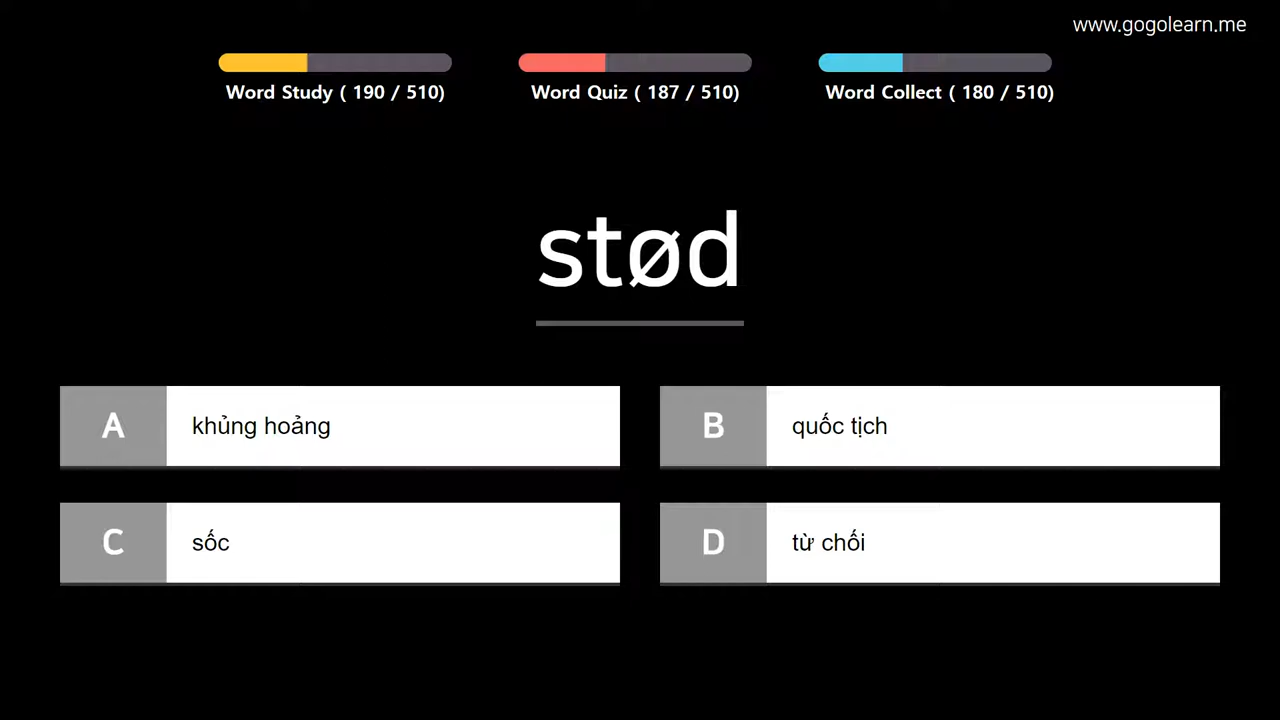 www.gogolearn.me
Word Study ( 190 / 510)
Word Quiz ( 187 / 510)
Word Collect ( 180 / 510)
stød
A khủng hoảng
B quốc tịch
C sốc
D từ chối